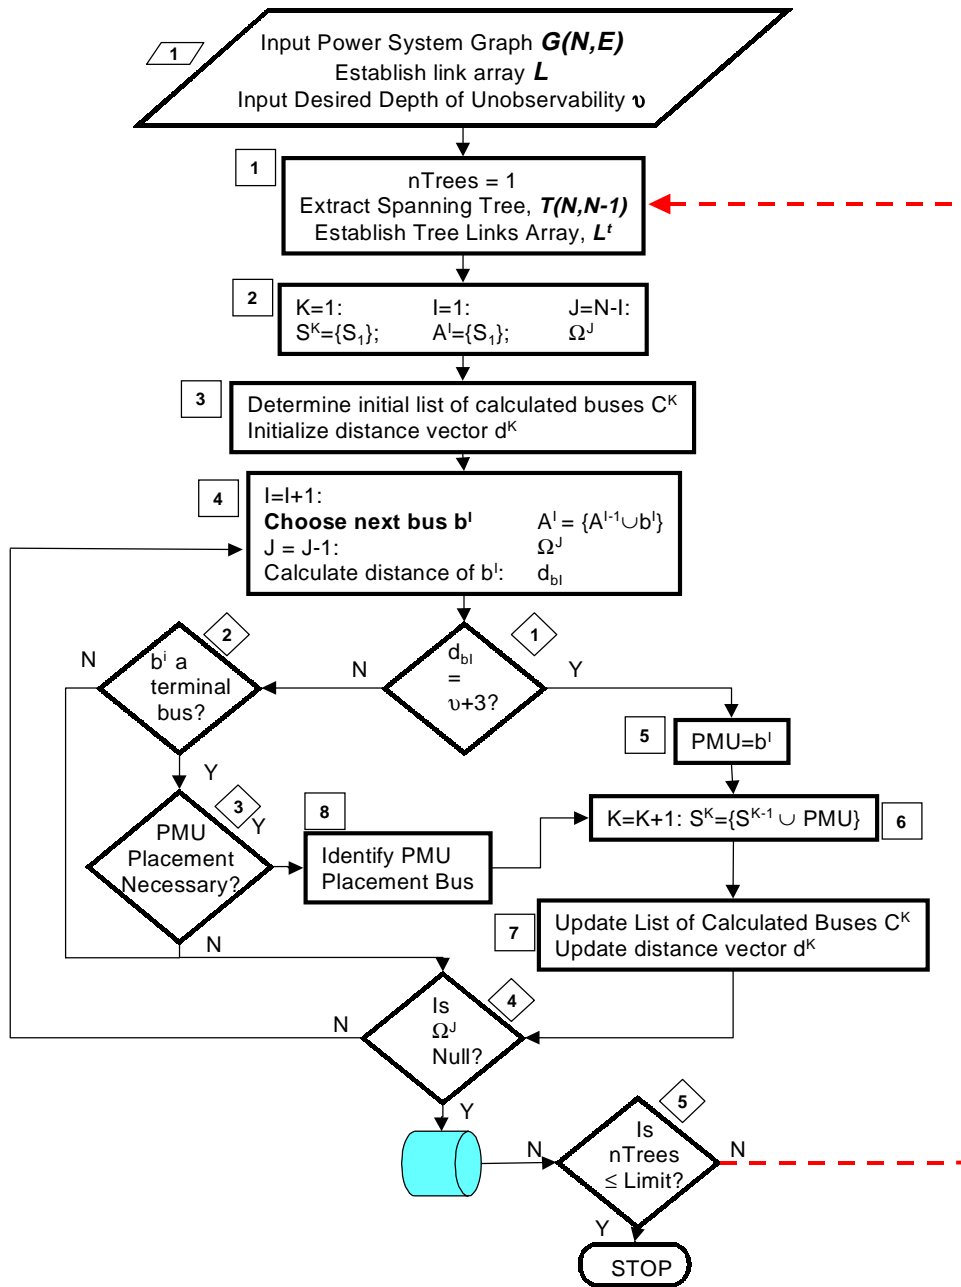 1
Input Power System Graph G(N,E)
Establish link array L
Input Desired Depth of Unobservability υ
1
nTrees = 1
Extract Spanning Tree, T(N,N-1)
Establish Tree Links Array, Lᵗ
2
K=1: I=1: J=N-I:
Sᴷ={S₁}; Aᴵ={S₁}; Ωᴶ
3
Determine initial list of calculated buses Cᴷ
Initialize distance vector dᴷ
4
I=I+1:
Choose next bus bᴵ Aᴵ = {Aᴵ⁻¹∪bᴵ}
J = J-1: Ωᴶ
Calculate distance of bᴵ: d_bI
1
d_bI
=
υ+3?
N
Y
2
bⁱ a
terminal
bus?
N
Y
5
PMU=bᴵ
3
PMU
Placement
Necessary?
Y
N
8
Identify PMU
Placement Bus
K=K+1: Sᴷ={Sᴷ⁻¹ ∪ PMU}
6
7
Update List of Calculated Buses Cᴷ
Update distance vector dᴷ
4
Is
Ωᴶ
Null?
N
Y
5
Is
nTrees
≤ Limit?
N
N
Y
STOP